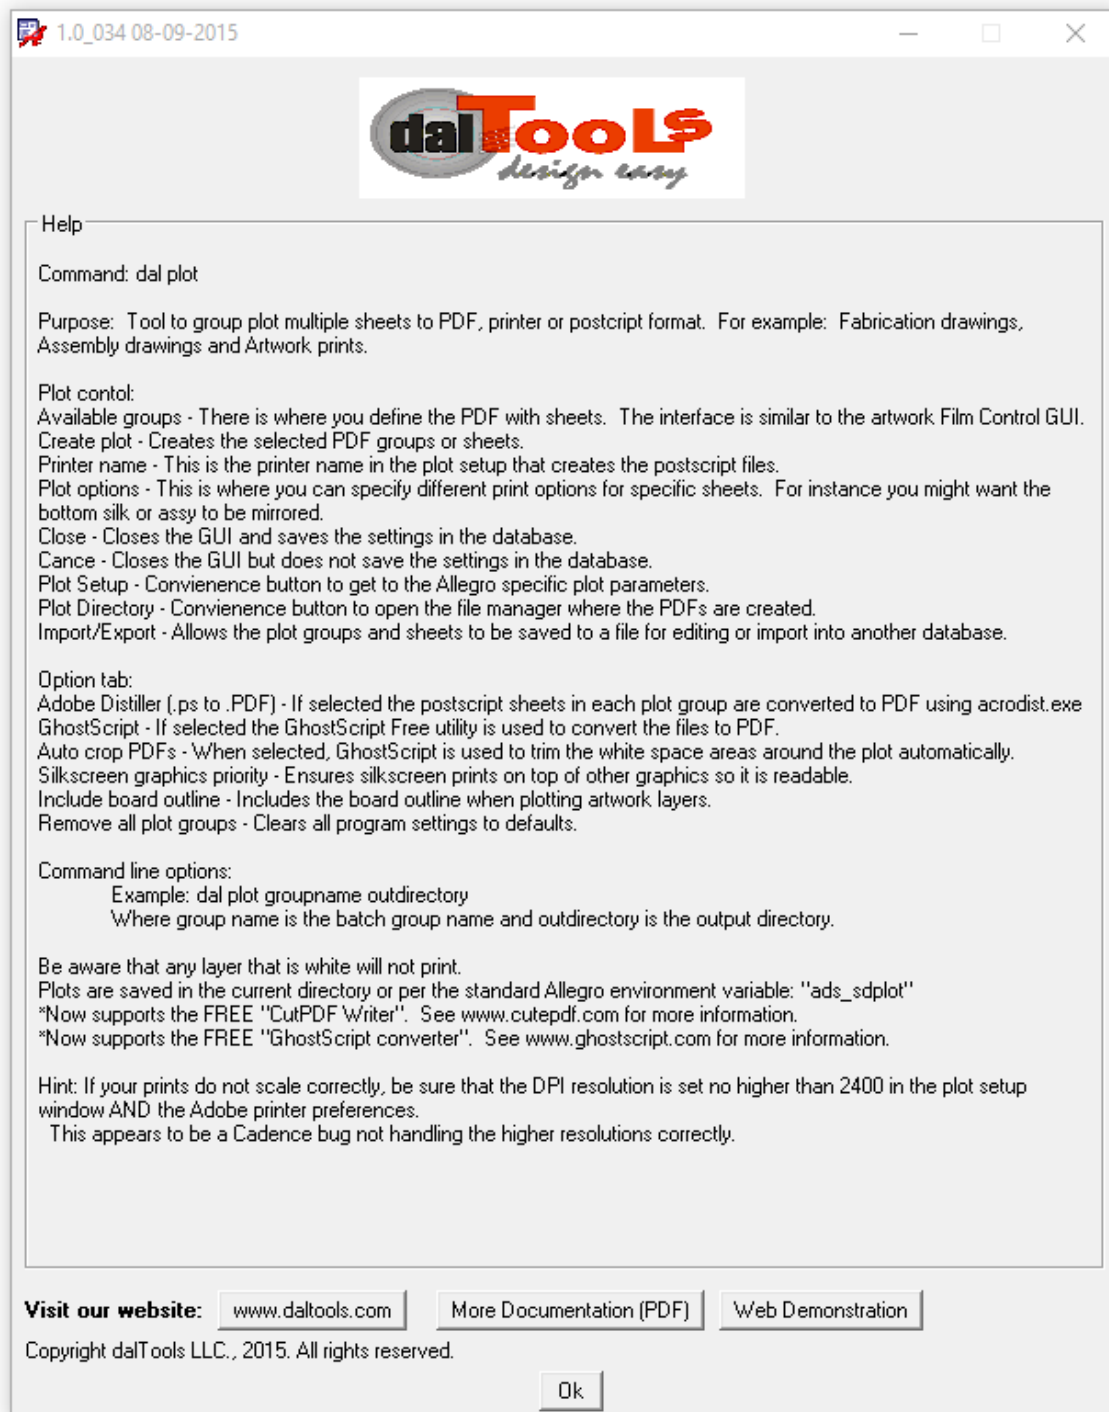 1.0_034 08-09-2015
dalTooLs
design easy
Help
Command: dal plot
Purpose:  Tool to group plot multiple sheets to PDF, printer or postcript format.  For example:  Fabrication drawings,
Assembly drawings and Artwork prints.
Plot contol:
Available groups - There is where you define the PDF with sheets.  The interface is similar to the artwork Film Control GUI.
Create plot - Creates the selected PDF groups or sheets.
Printer name - This is the printer name in the plot setup that creates the postscript files.
Plot options - This is where you can specify different print options for specific sheets.  For instance you might want the
bottom silk or assy to be mirrored.
Close - Closes the GUI and saves the settings in the database.
Cance - Closes the GUI but does not save the settings in the database.
Plot Setup - Convienence button to get to the Allegro specific plot parameters.
Plot Directory - Convienence button to open the file manager where the PDFs are created.
Import/Export - Allows the plot groups and sheets to be saved to a file for editing or import into another database.
Option tab:
Adobe Distiller (.ps to .PDF) - If selected the postscript sheets in each plot group are converted to PDF using acrodist.exe
GhostScript - If selected the GhostScript Free utility is used to convert the files to PDF.
Auto crop PDFs - When selected, GhostScript is used to trim the white space areas around the plot automatically.
Silkscreen graphics priority - Ensures silkscreen prints on top of other graphics so it is readable.
Include board outline - Includes the board outline when plotting artwork layers.
Remove all plot groups - Clears all program settings to defaults.
Command line options:
Example: dal plot groupname outdirectory
Where group name is the batch group name and outdirectory is the output directory.
Be aware that any layer that is white will not print.
Plots are saved in the current directory or per the standard Allegro environment variable: "ads_sdplot"
*Now supports the FREE "CutPDF Writer".  See www.cutepdf.com for more information.
*Now supports the FREE "GhostScript converter".  See www.ghostscript.com for more information.
Hint: If your prints do not scale correctly, be sure that the DPI resolution is set no higher than 2400 in the plot setup
window AND the Adobe printer preferences.
This appears to be a Cadence bug not handling the higher resolutions correctly.
Visit our website: www.daltools.com More Documentation (PDF) Web Demonstration
Copyright dalTools LLC., 2015. All rights reserved.
Ok